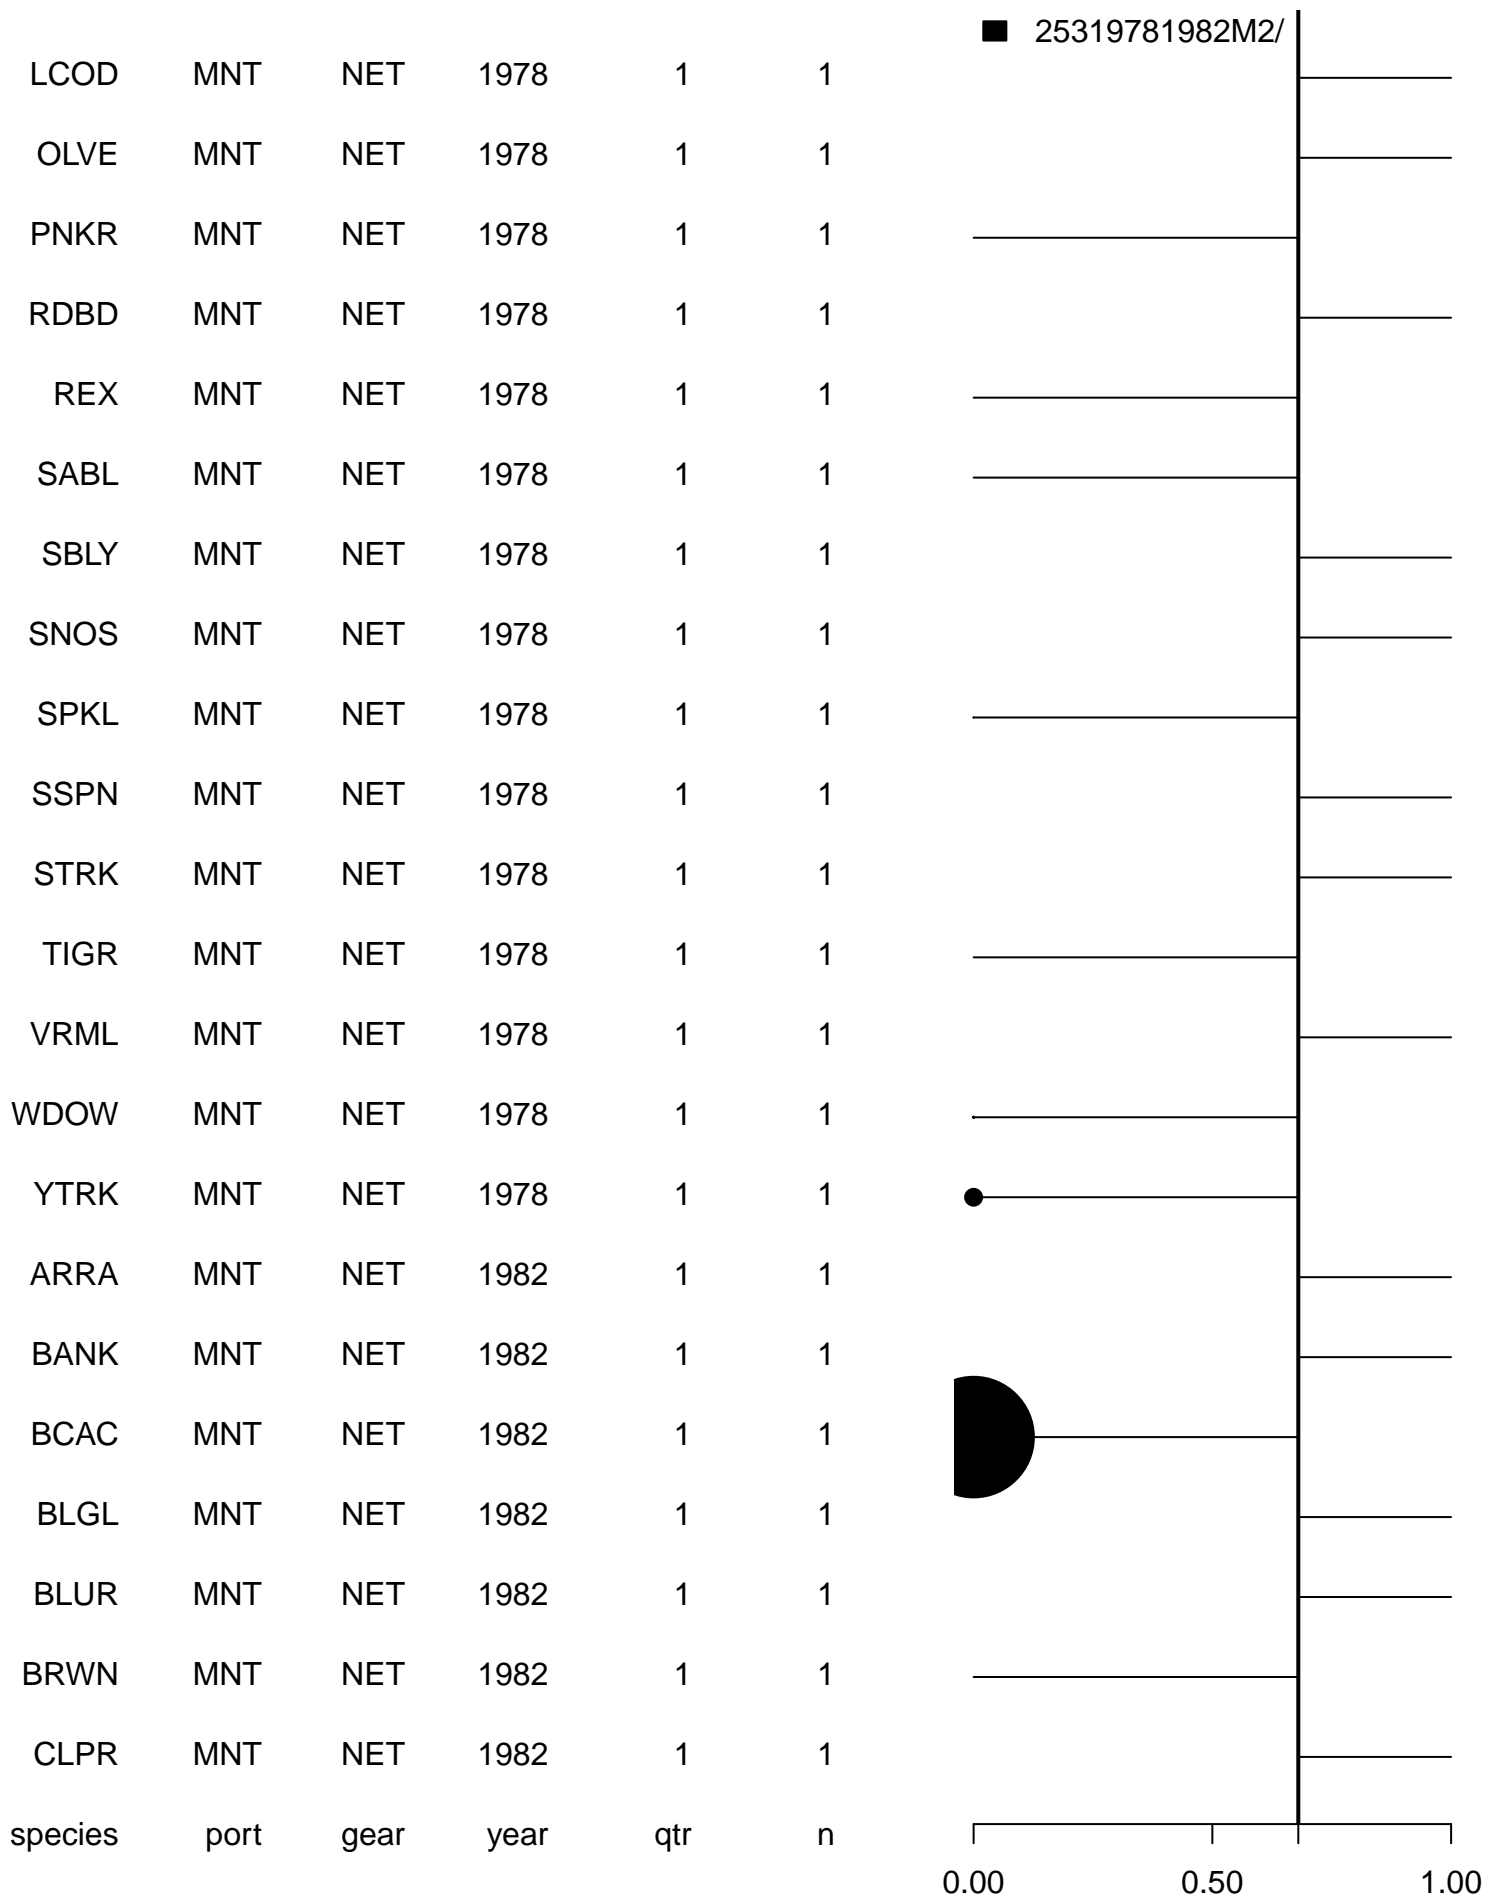 25319781982M2/
LCOD MNT NET 1978 1 1
OLVE MNT NET 1978 1 1
PNKR MNT NET 1978 1 1
RDBD MNT NET 1978 1 1
REX MNT NET 1978 1 1
SABL MNT NET 1978 1 1
SBLY MNT NET 1978 1 1
SNOS MNT NET 1978 1 1
SPKL MNT NET 1978 1 1
SSPN MNT NET 1978 1 1
STRK MNT NET 1978 1 1
TIGR MNT NET 1978 1 1
VRML MNT NET 1978 1 1
WDOW MNT NET 1978 1 1
YTRK MNT NET 1978 1 1
ARRA MNT NET 1982 1 1
BANK MNT NET 1982 1 1
BCAC MNT NET 1982 1 1
BLGL MNT NET 1982 1 1
BLUR MNT NET 1982 1 1
BRWN MNT NET 1982 1 1
CLPR MNT NET 1982 1 1
species port gear year qtr n
0.00 0.50 1.00